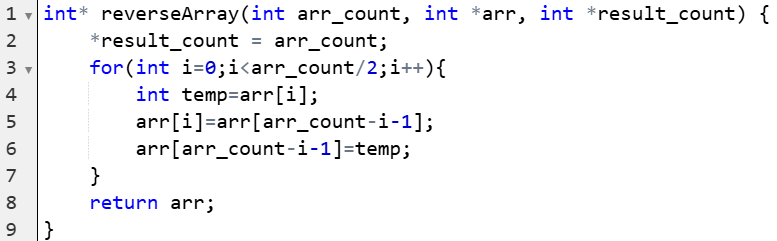 1 int* reverseArray(int arr_count, int *arr, int *result_count) {
2     *result_count = arr_count;
3     for(int i=0;i<arr_count/2;i++){
4         int temp=arr[i];
5         arr[i]=arr[arr_count-i-1];
6         arr[arr_count-i-1]=temp;
7     }
8     return arr;
9 }